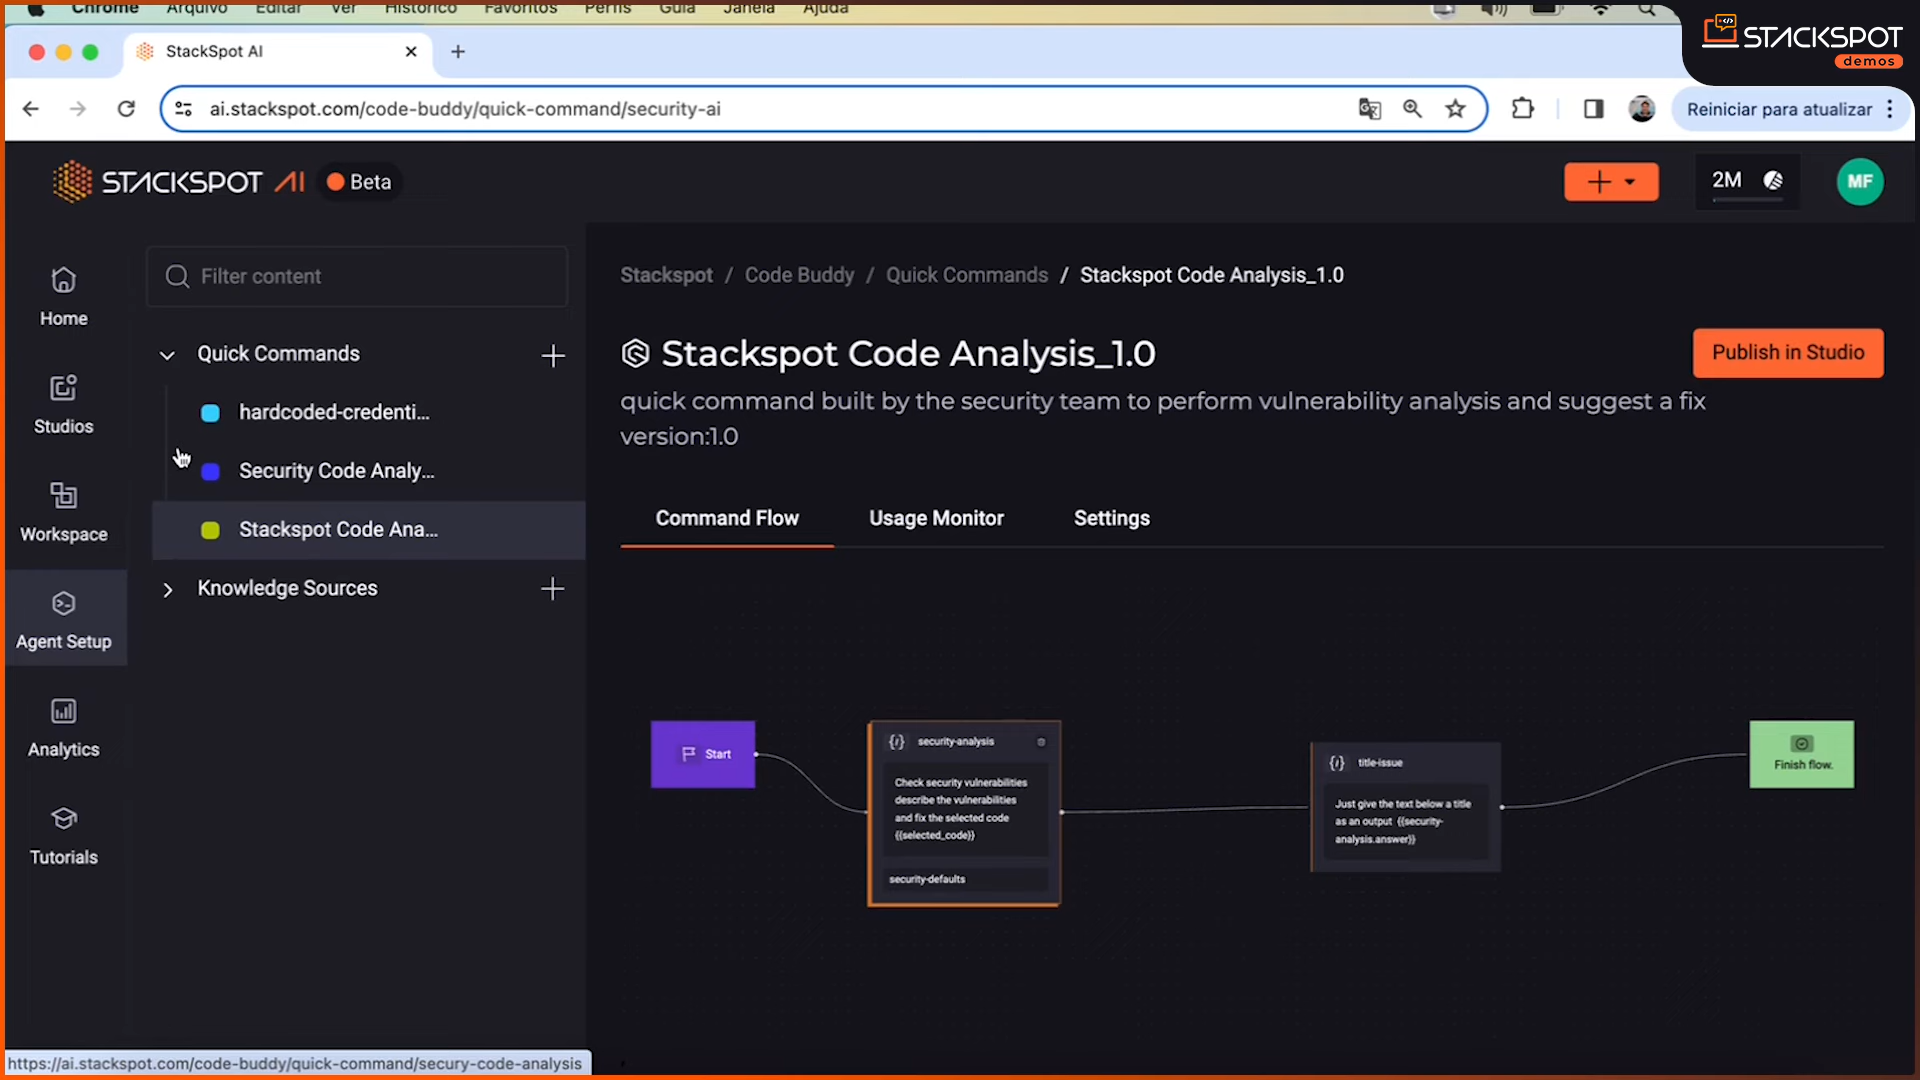 Chrome Arquivo Editar Ver Histórico Favoritos Perfis Guia Janela Ajuda
STACKSPOT
demos
StackSpot AI
ai.stackspot.com/code-buddy/quick-command/security-ai
Reiniciar para atualizar
STACKSPOT AI Beta
2M
MF
Home
Studios
Workspace
Agent Setup
Analytics
Tutorials
Filter content
Quick Commands
hardcoded-credenti...
Security Code Analy...
Stackspot Code Ana...
Knowledge Sources
Stackspot / Code Buddy / Quick Commands / Stackspot Code Analysis_1.0
Stackspot Code Analysis_1.0
Publish in Studio
quick command built by the security team to perform vulnerability analysis and suggest a fix
version:1.0
Command Flow Usage Monitor Settings
Start
security-analysis
Check security vulnerabilities
describe the vulnerabilities
and fix the selected code
{{selected_code}}
security-defaults
title-issue
Just give the text below a title
as an output {{security-
analysis.answer}}
Finish flow.
https://ai.stackspot.com/code-buddy/quick-command/secury-code-analysis